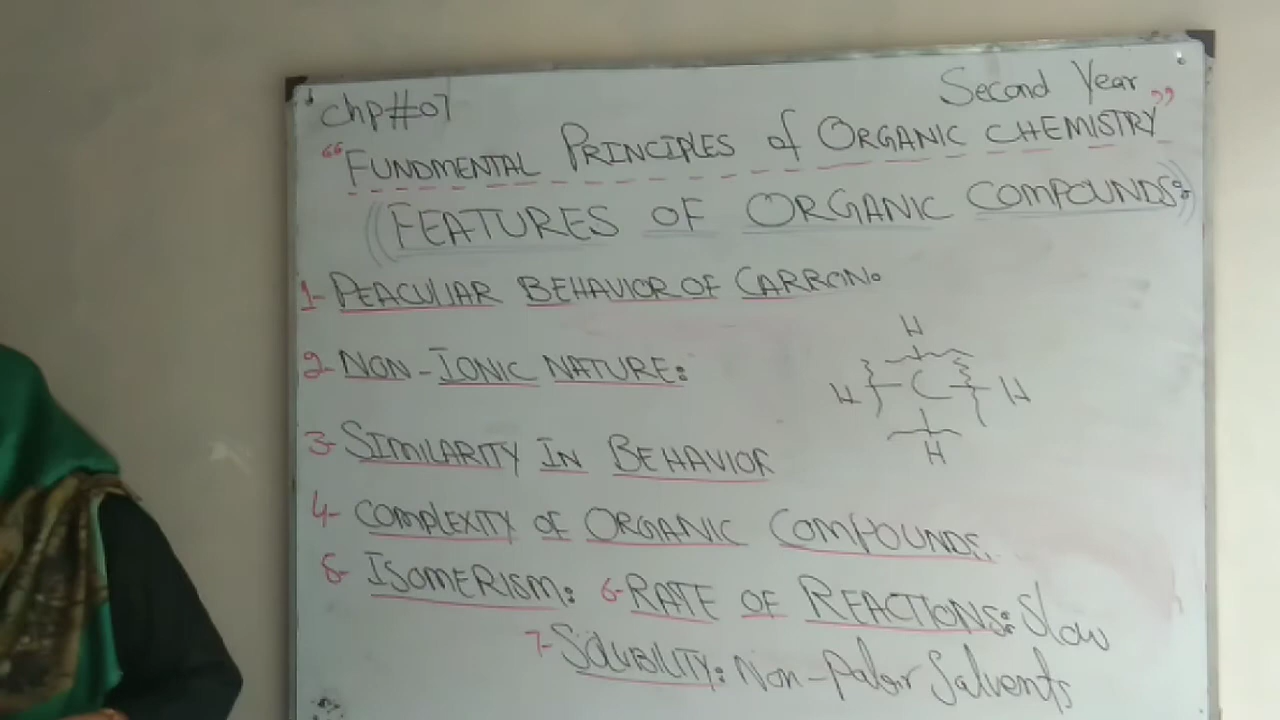 Chp#07
Second Year
"FUNDMENTAL PRINCIPLES of ORGANIC CHEMISTRY"
FEATURES OF ORGANIC COMPOUNDS:
1- PEACULIAR BEHAVIOR OF CARRON.
2- NON-IONIC NATURE:
H
H C H
H
3- SIMILARITY IN BEHAVIOR
4- COMPLEXITY OF ORGANIC COMPOUNDS.
5- ISOMERISM: 6- RATE OF REACTIONS: Slow
7- SOLUBILITY: Non-Polar Solvents